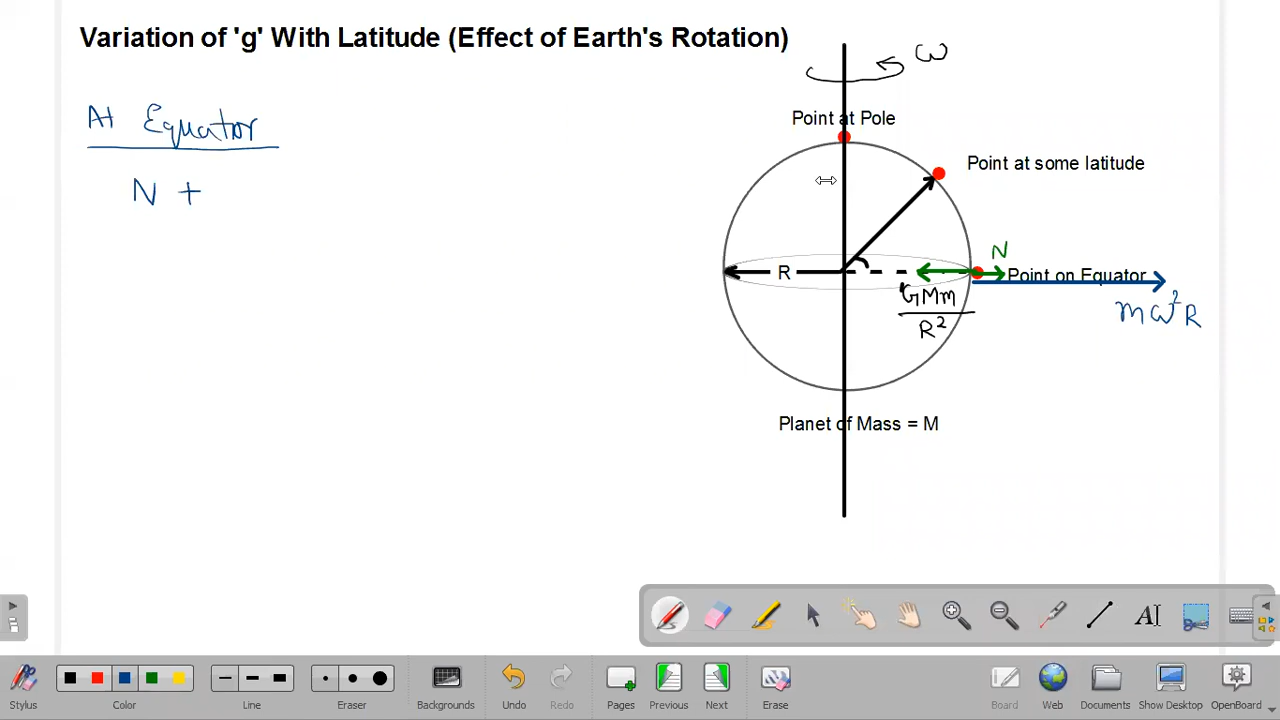 Variation of 'g' With Latitude (Effect of Earth's Rotation)
ω
At Equator
N +
Point at Pole
Point at some latitude
N
R
Point on Equator
GMm
R²
mω²R
Planet of Mass = M
Styles
Color
Line
Eraser
Backgrounds
Undo
Redo
Pages
Previous
Next
Erase
Board
Web
Documents
Show Desktop
OpenBoard